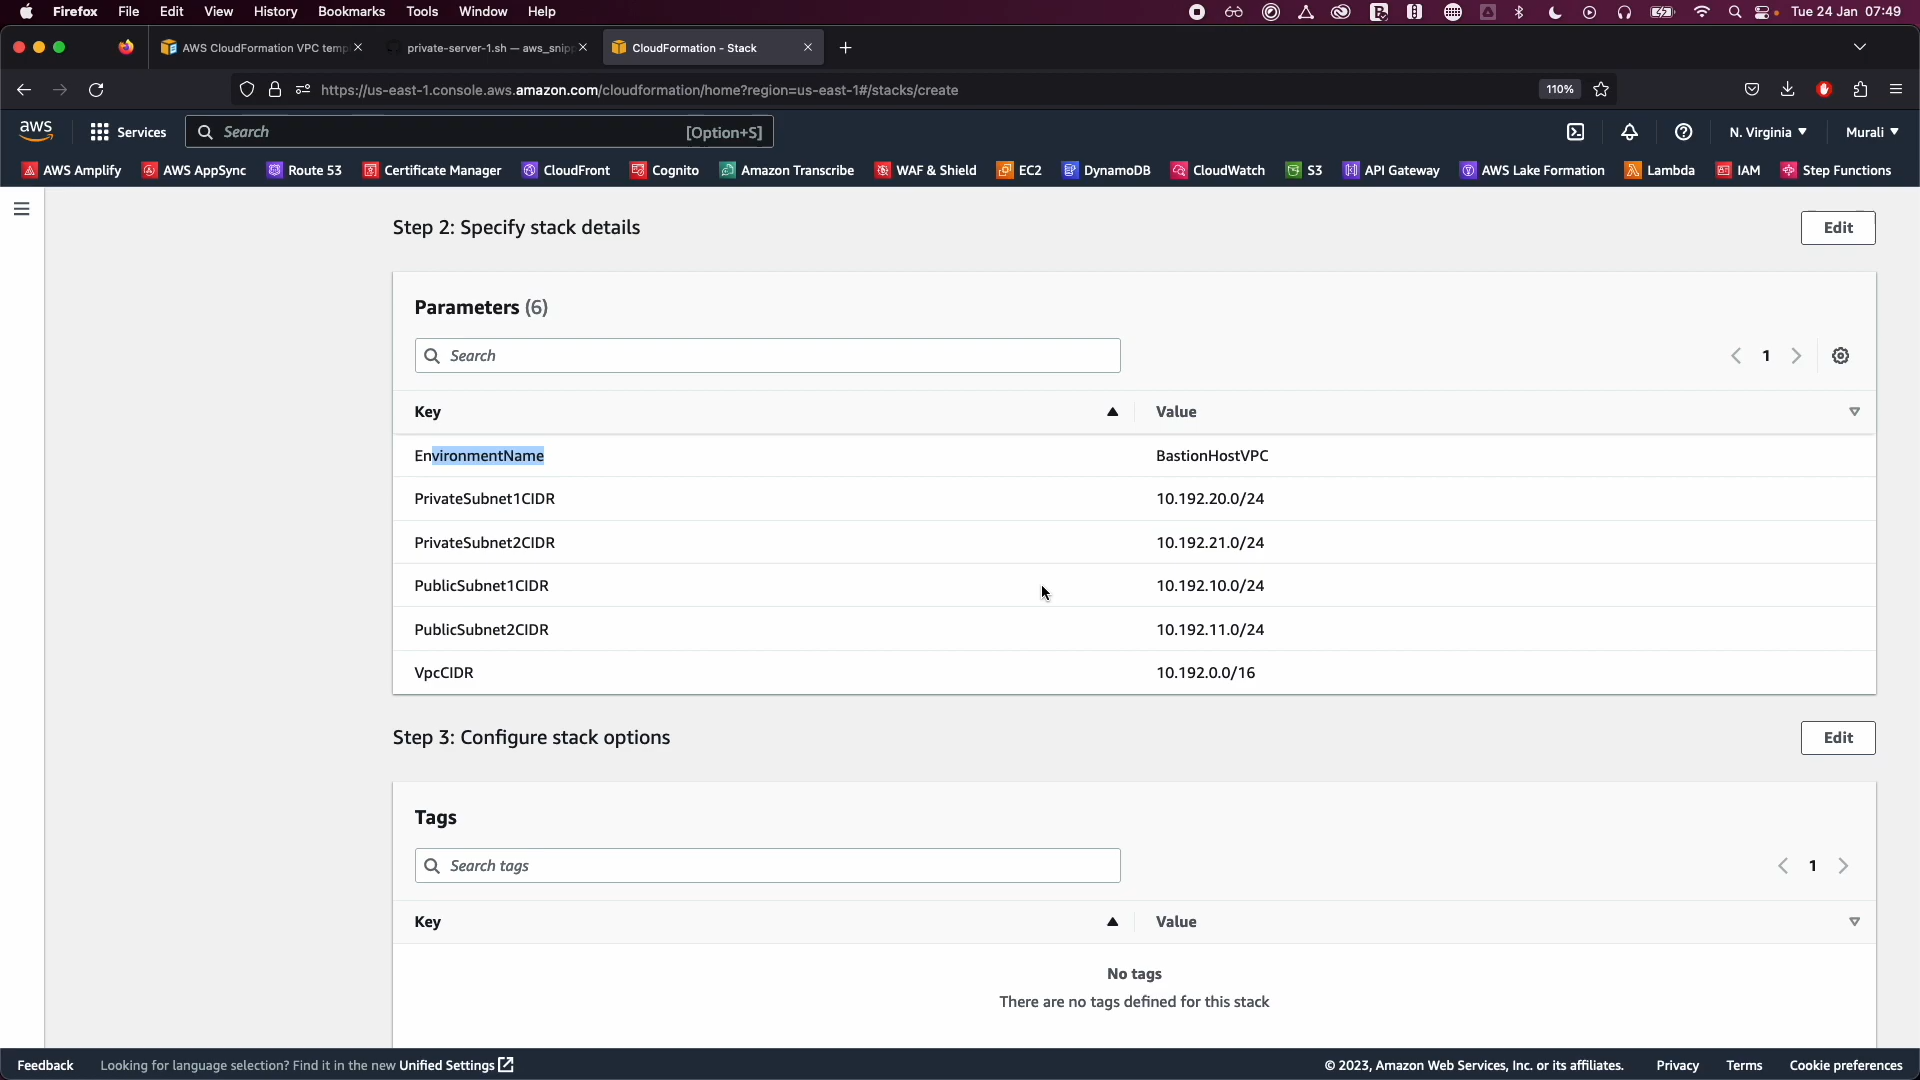 Firefox File Edit View History Bookmarks Tools Window Help Tue 24 Jan 07:49
AWS CloudFormation VPC temp private-server-1.sh — aws_snipp CloudFormation - Stack
https://us-east-1.console.aws.amazon.com/cloudformation/home?region=us-east-1#/stacks/create 110%
aws Services Search [Option+S] N. Virginia Murali
AWS Amplify AWS AppSync Route 53 Certificate Manager CloudFront Cognito Amazon Transcribe WAF & Shield EC2 DynamoDB CloudWatch S3 API Gateway AWS Lake Formation Lambda IAM Step Functions
Step 2: Specify stack details Edit
Parameters (6)
Search 1
Key Value
EnvironmentName BastionHostVPC
PrivateSubnet1CIDR 10.192.20.0/24
PrivateSubnet2CIDR 10.192.21.0/24
PublicSubnet1CIDR 10.192.10.0/24
PublicSubnet2CIDR 10.192.11.0/24
VpcCIDR 10.192.0.0/16
Step 3: Configure stack options Edit
Tags
Search tags 1
Key Value
No tags
There are no tags defined for this stack
Feedback Looking for language selection? Find it in the new Unified Settings © 2023, Amazon Web Services, Inc. or its affiliates. Privacy Terms Cookie preferences